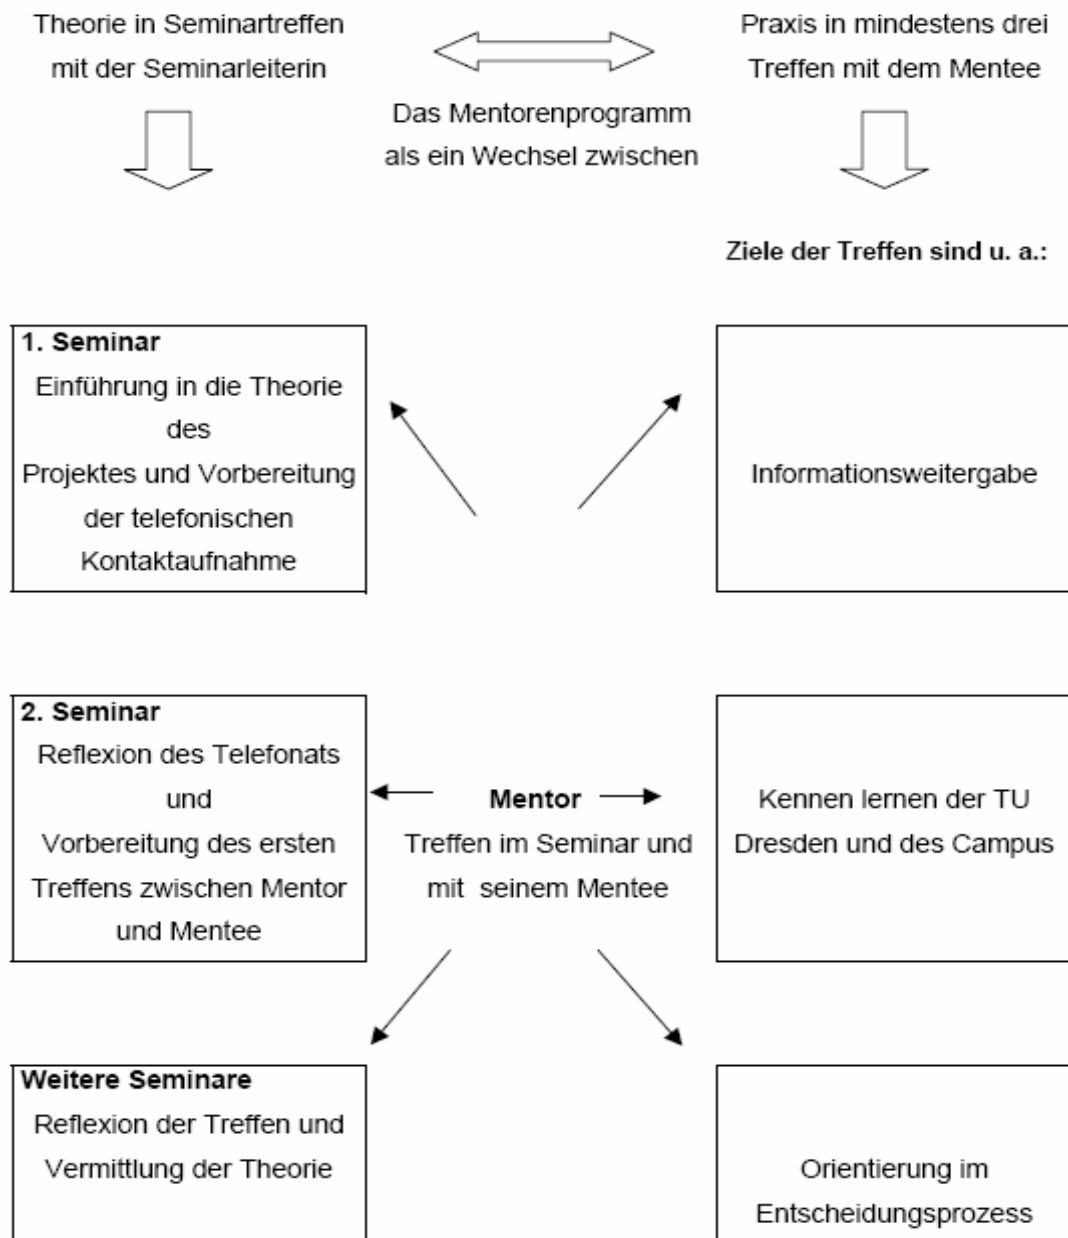 Theorie in Seminartreffen
mit der Seminarleiterin
Das Mentorenprogramm
als ein Wechsel zwischen
Praxis in mindestens drei
Treffen mit dem Mentee
Ziele der Treffen sind u. a.:
1. Seminar
Einführung in die Theorie
des
Projektes und Vorbereitung
der telefonischen
Kontaktaufnahme
Informationsweitergabe
2. Seminar
Reflexion des Telefonats
und
Vorbereitung des ersten
Treffens zwischen Mentor
und Mentee
Mentor
Treffen im Seminar und
mit seinem Mentee
Kennen lernen der TU
Dresden und des Campus
Weitere Seminare
Reflexion der Treffen und
Vermittlung der Theorie
Orientierung im
Entscheidungsprozess